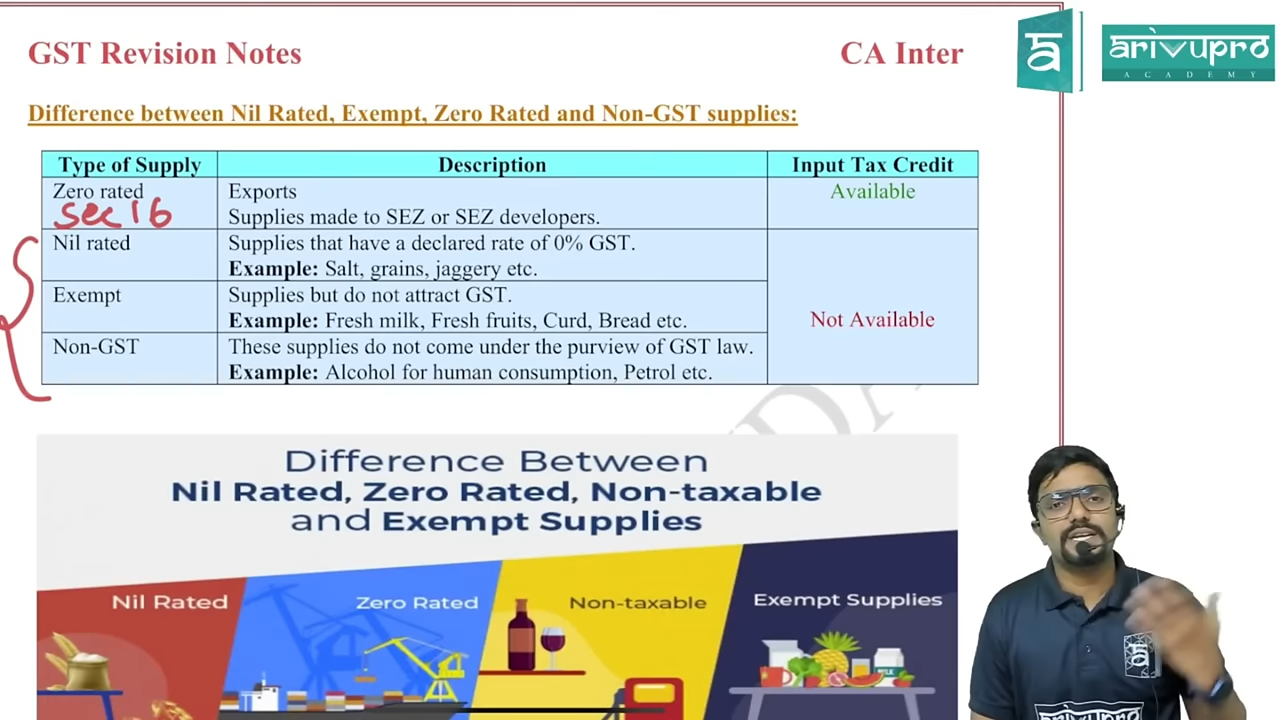 GST Revision Notes
CA Inter
arivupro
ACADEMY
Difference between Nil Rated, Exempt, Zero Rated and Non-GST supplies:
Type of Supply Description Input Tax Credit
Zero rated Exports Available
sec 16 Supplies made to SEZ or SEZ developers.
Nil rated Supplies that have a declared rate of 0% GST.
Example: Salt, grains, jaggery etc.
Exempt Supplies but do not attract GST.
Example: Fresh milk, Fresh fruits, Curd, Bread etc.
Not Available
Non-GST These supplies do not come under the purview of GST law.
Example: Alcohol for human consumption, Petrol etc.
Difference Between
Nil Rated, Zero Rated, Non-taxable
and Exempt Supplies
Nil Rated
Zero Rated
Non-taxable
Exempt Supplies
MILK
arivupro